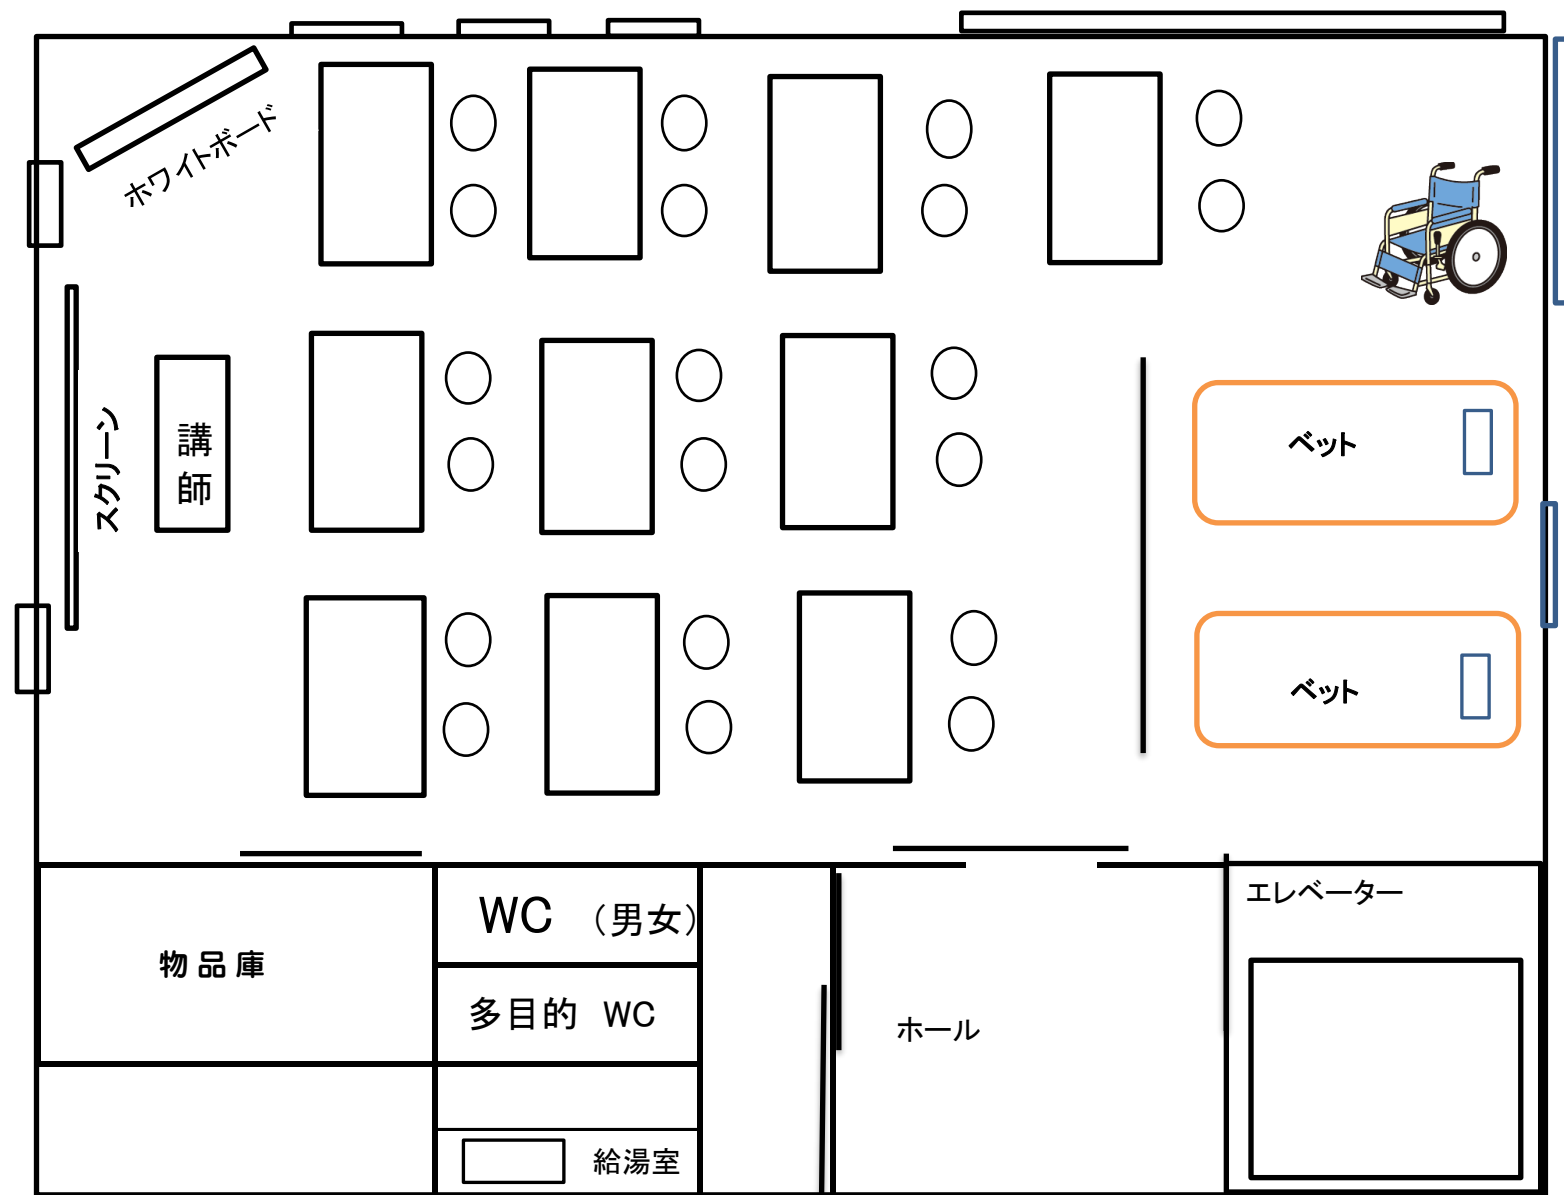 ホワイトボード
スクリーン
講
師
ベット
ベット
エレベーター
WC （男女）
物品庫
多目的 WC
ホール
給湯室